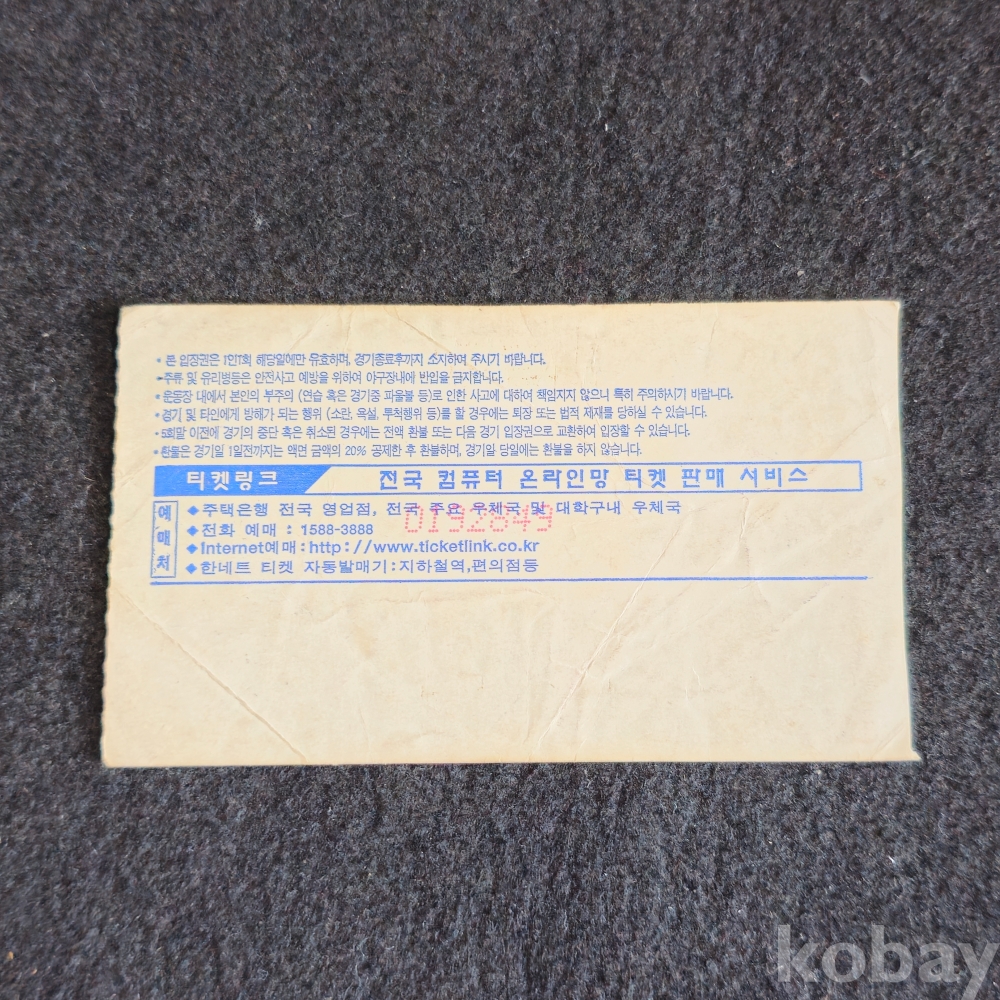 * 본 입장권은 1인1회 해당일에만 유효하며, 경기종료후까지 소지하여 주시기 바랍니다.
* 주류 및 유리병등은 안전사고 예방을 위하여 야구장내에 반입을 금지합니다.
* 운동장 내에서 본인의 부주의 (연습 혹은 경기중 파울볼 등)로 인한 사고에 대하여 책임지지 않으니 특히 주의하시기 바랍니다.
* 경기 및 타인에게 방해가 되는 행위 (소란, 욕설, 투척행위 등)를 할 경우에는 퇴장 또는 법적 제재를 당하실 수 있습니다.
* 5회말 이전에 경기의 중단 혹은 취소된 경우에는 전액 환불 또는 다음 경기 입장권으로 교환하여 입장할 수 있습니다.
* 환불은 경기일 1일전까지는 액면 금액의 20% 공제한 후 환불하며, 경기일 당일에는 환불을 하지 않습니다.
티켓링크 전국 컴퓨터 온라인망 티켓 판매 서비스
예매처
◆주택은행 전국 영업점, 전국 주요 우체국 및 대학구내 우체국
0192849
◆전화 예매 : 1588-3888
◆Internet예매:http://www.ticketlink.co.kr
◆한네트 티켓 자동발매기:지하철역,편의점등
kobay